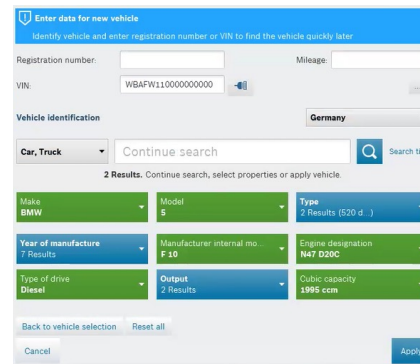 Enter data for new vehicle
Identify vehicle and enter registration number or VIN to find the vehicle quickly later
Registration number:
Mileage:
VIN:
WBAFW110000000000
...
Vehicle identification
Germany
Car, Truck
Continue search
Search ti
2 Results. Continue search, select properties or apply vehicle.
Make
BMW
Model
5
Type
2 Results (520 d...)
Year of manufacture
7 Results
Manufacturer internal mo...
F 10
Engine designation
N47 D20C
Type of drive
Diesel
Output
2 Results
Cubic capacity
1995 ccm
Back to vehicle selection
Reset all
Cancel
Apply